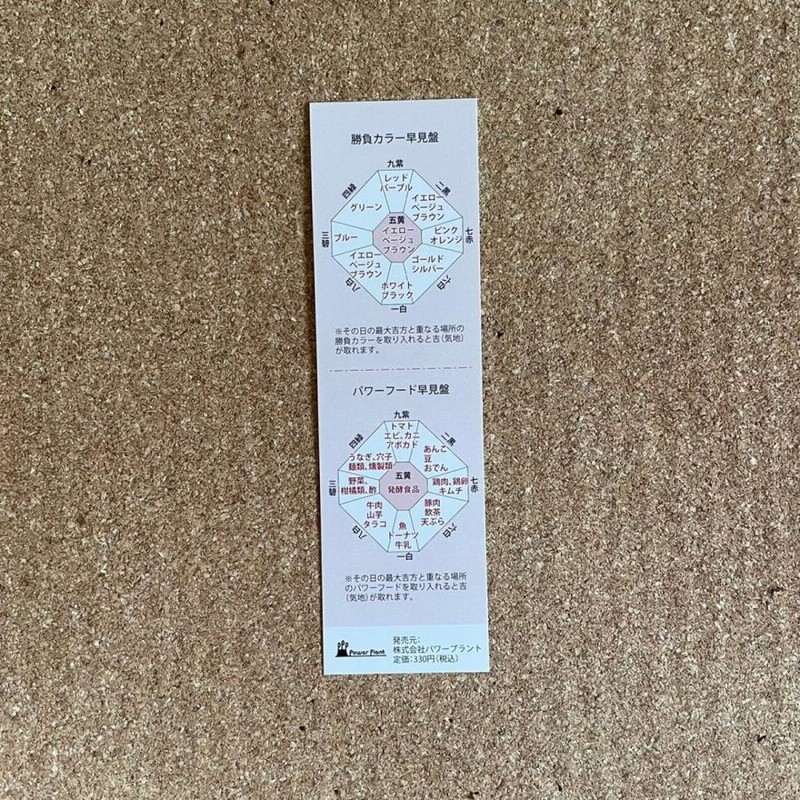 勝負カラー早見盤
九紫
レッド
パープル
四緑
グリーン
二黒
イエロー
ベージュ
ブラウン
三碧
ブルー
五黄
イエロー
ベージュ
ブラウン
ピンク
オレンジ
七赤
イエロー
ベージュ
ブラウン
八白
ゴールド
シルバー
六白
ホワイト
ブラック
一白
※その日の最大吉方と重なる場所の
勝負カラーを取り入れると吉(気地)
が取れます。
パワーフード早見盤
九紫
トマト
エビ、カニ
アボカド
四緑
うなぎ、穴子
麺類、燻製類
二黒
あんこ
豆
おでん
三碧
野菜、
柑橘類、酢
五黄
発酵食品
鶏肉、鶏卵
キムチ
七赤
牛肉
山芋
タラコ
八白
豚肉
飲茶
天ぷら
六白
魚
ドーナツ
牛乳
一白
※その日の最大吉方と重なる場所
のパワーフードを取り入れると吉
(気地)が取れます。
Power Plant
発売元:
株式会社パワープラント
定価:330円(税込)